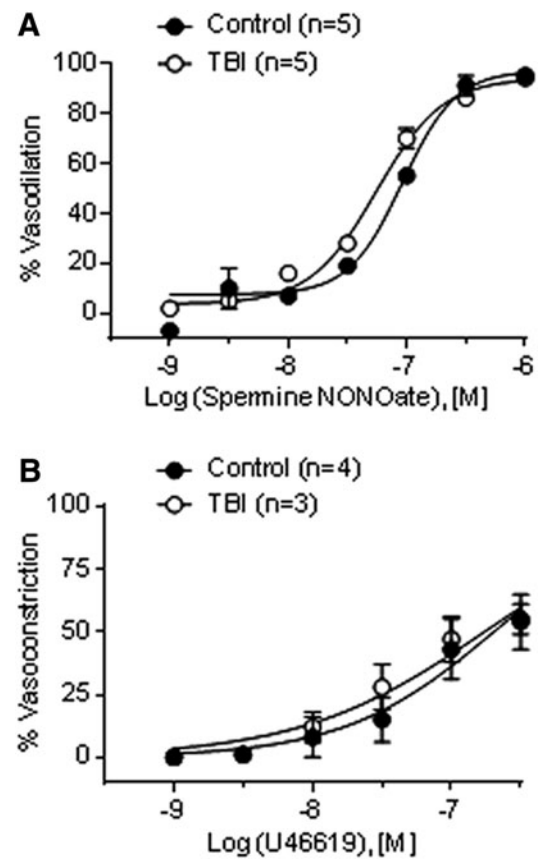 A
Control (n=5)
TBI (n=5)
% Vasodilation
100
80
60
40
20
0
-9
-8
-7
-6
Log (Spermine NONOate), [M]
B
Control (n=4)
TBI (n=3)
% Vasoconstriction
100
75
50
25
0
-9
-8
-7
Log (U46619), [M]